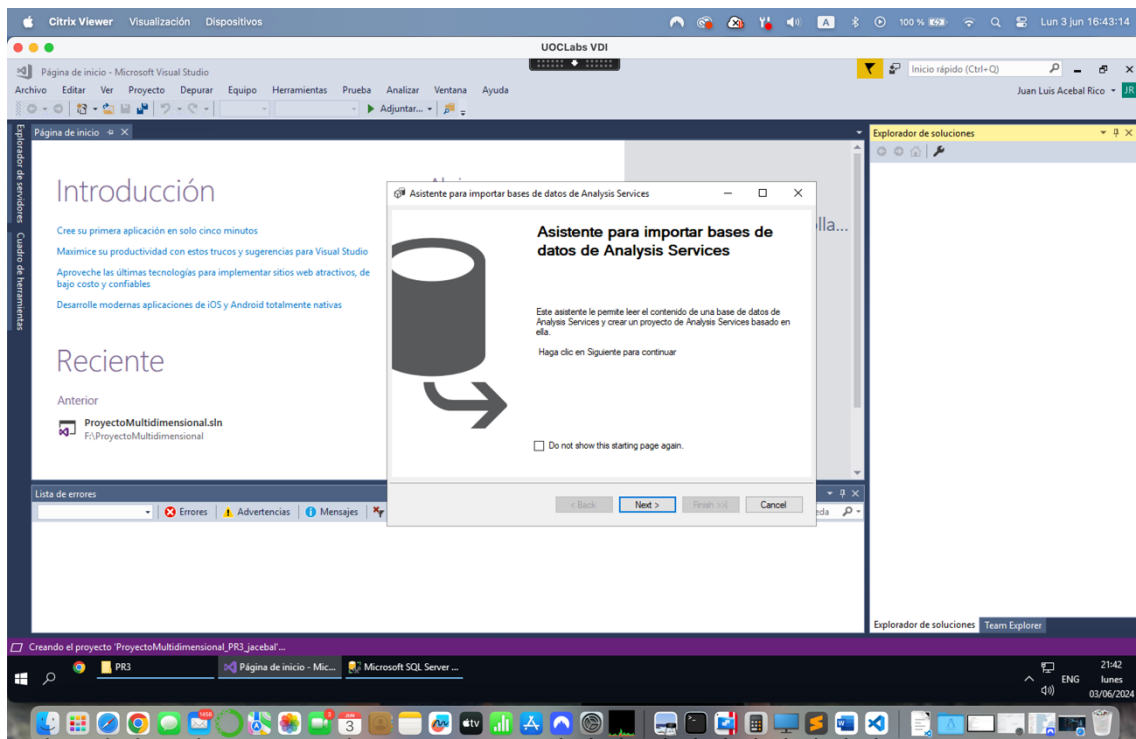 Citrix Viewer Visualización Dispositivos
A 100 % Lun 3 jun 16:43:14
UOCLabs VDI
Página de inicio - Microsoft Visual Studio
Inicio rápido (Ctrl+Q)
Archivo Editar Ver Proyecto Depurar Equipo Herramientas Prueba Analizar Ventana Ayuda
Juan Luis Acebal Rico JR
Adjuntar...
Explorador de servidores
Cuadro de herramientas
Página de inicio
Introducción
Cree su primera aplicación en solo cinco minutos
Maximice su productividad con estos trucos y sugerencias para Visual Studio
Aproveche las últimas tecnologías para implementar sitios web atractivos, de
bajo costo y confiables
Desarrolle modernas aplicaciones de iOS y Android totalmente nativas
Reciente
Anterior
ProyectoMultidimensional.sln
F:\ProyectoMultidimensional
lla...
Asistente para importar bases de datos de Analysis Services
Asistente para importar bases de
datos de Analysis Services
Este asistente le permite leer el contenido de una base de datos de
Analysis Services y crear un proyecto de Analysis Services basado en
ella.
Haga clic en Siguiente para continuar
Do not show this starting page again.
< Back Next > Finish >>| Cancel
Explorador de soluciones
Lista de errores
Errores Advertencias Mensajes
eda
Explorador de soluciones Team Explorer
Creando el proyecto 'ProyectoMultidimensional_PR3_jacebal'...
PR3 Página de inicio - Mic... Microsoft SQL Server ...
ENG
21:42
lunes
03/06/2024
tv
JUN
3